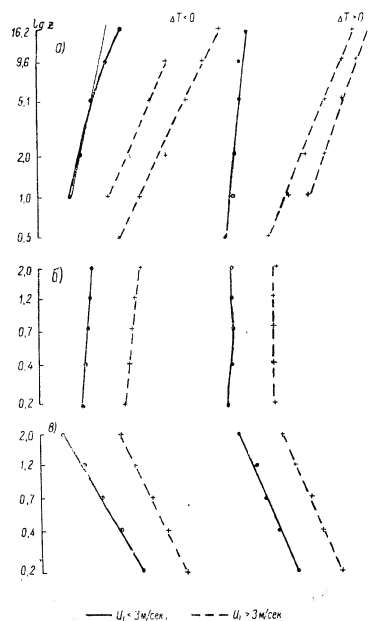 lg z
ΔT < 0
ΔT > 0
16,2
а)
9,6
5,1
2,0
1,0
0,5
2,0
б)
1,2
0,7
0,4
0,2
в)
2,0
1,2
0,7
0,4
0,2
U₁ < 3 м/сек.
U₁ > 3 м/сек